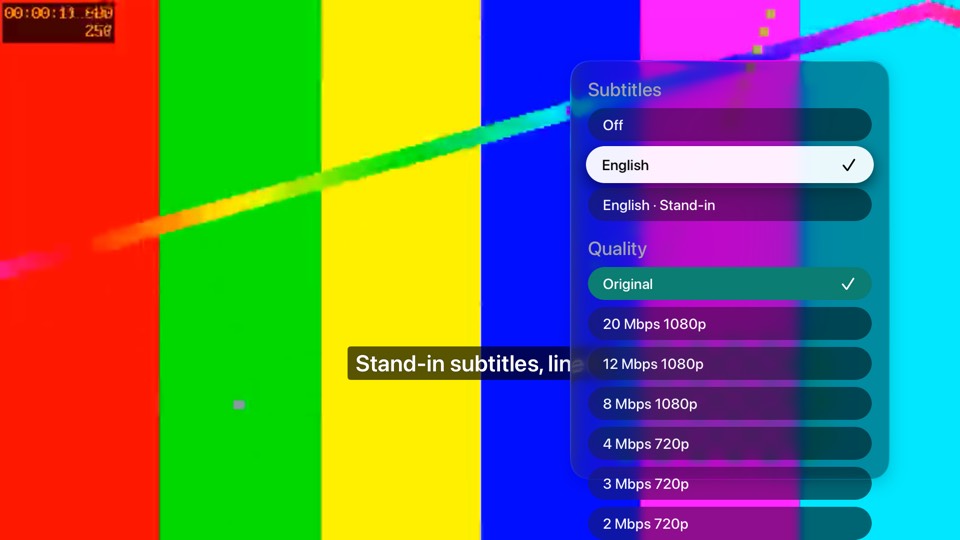 Subtitles
Off
English
English · Stand-in
Quality
Original
20 Mbps 1080p
Stand-in subtitles, line
12 Mbps 1080p
8 Mbps 1080p
4 Mbps 720p
3 Mbps 720p
2 Mbps 720p